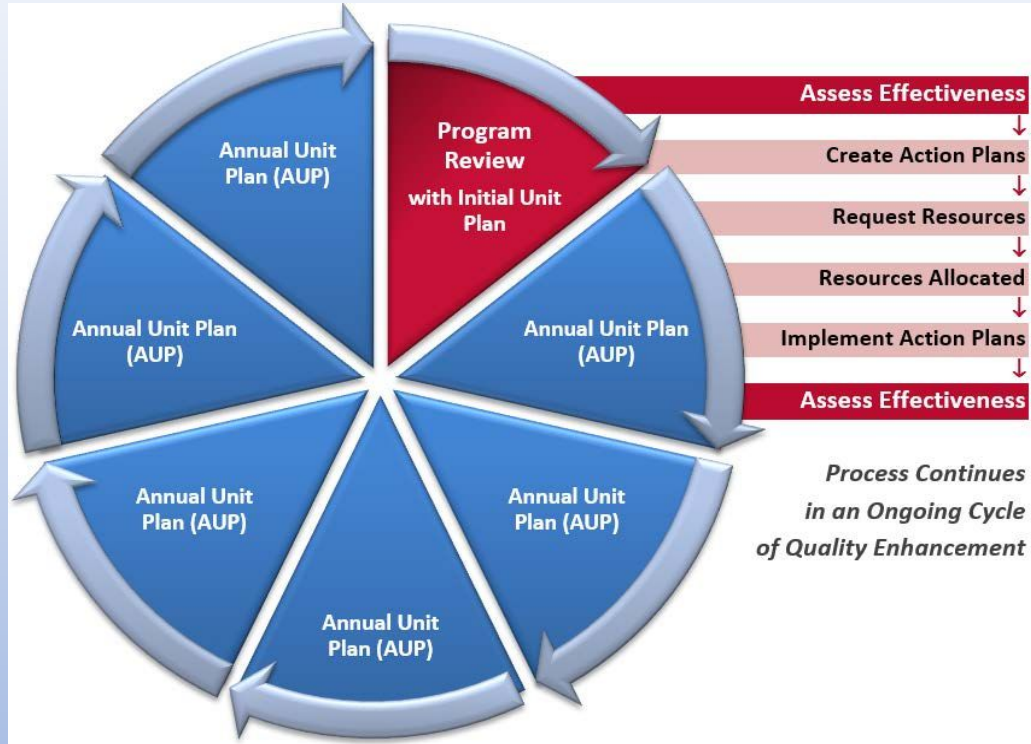 Program
Review
with Initial Unit
Plan
Annual Unit
Plan (AUP)
Annual Unit Plan
(AUP)
Annual Unit Plan
(AUP)
Annual Unit
Plan (AUP)
Annual Unit
Plan (AUP)
Annual Unit
Plan (AUP)
Assess Effectiveness
↓
Create Action Plans
↓
Request Resources
↓
Resources Allocated
↓
Implement Action Plans
↓
Assess Effectiveness
Process Continues
in an Ongoing Cycle
of Quality Enhancement